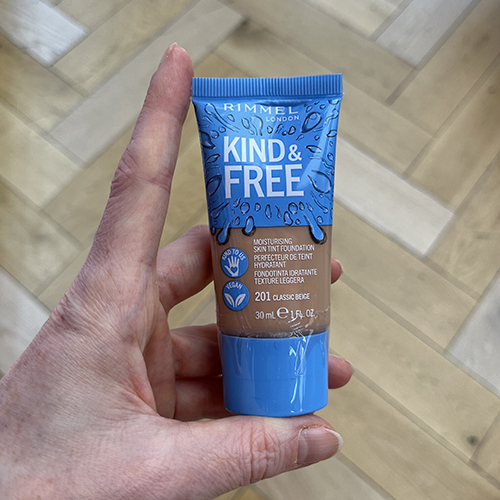 RIMMEL
LONDON
KIND &
FREE
MOISTURISING
SKIN TINT FOUNDATION
PERFECTEUR DE TEINT
HYDRATANT
FONDOTINTA IDRATANTE
TEXTURE LEGGERA
KIND TO US
VEGAN
201 CLASSIC BEIGE
30 mL ℮ 1 FL. OZ.